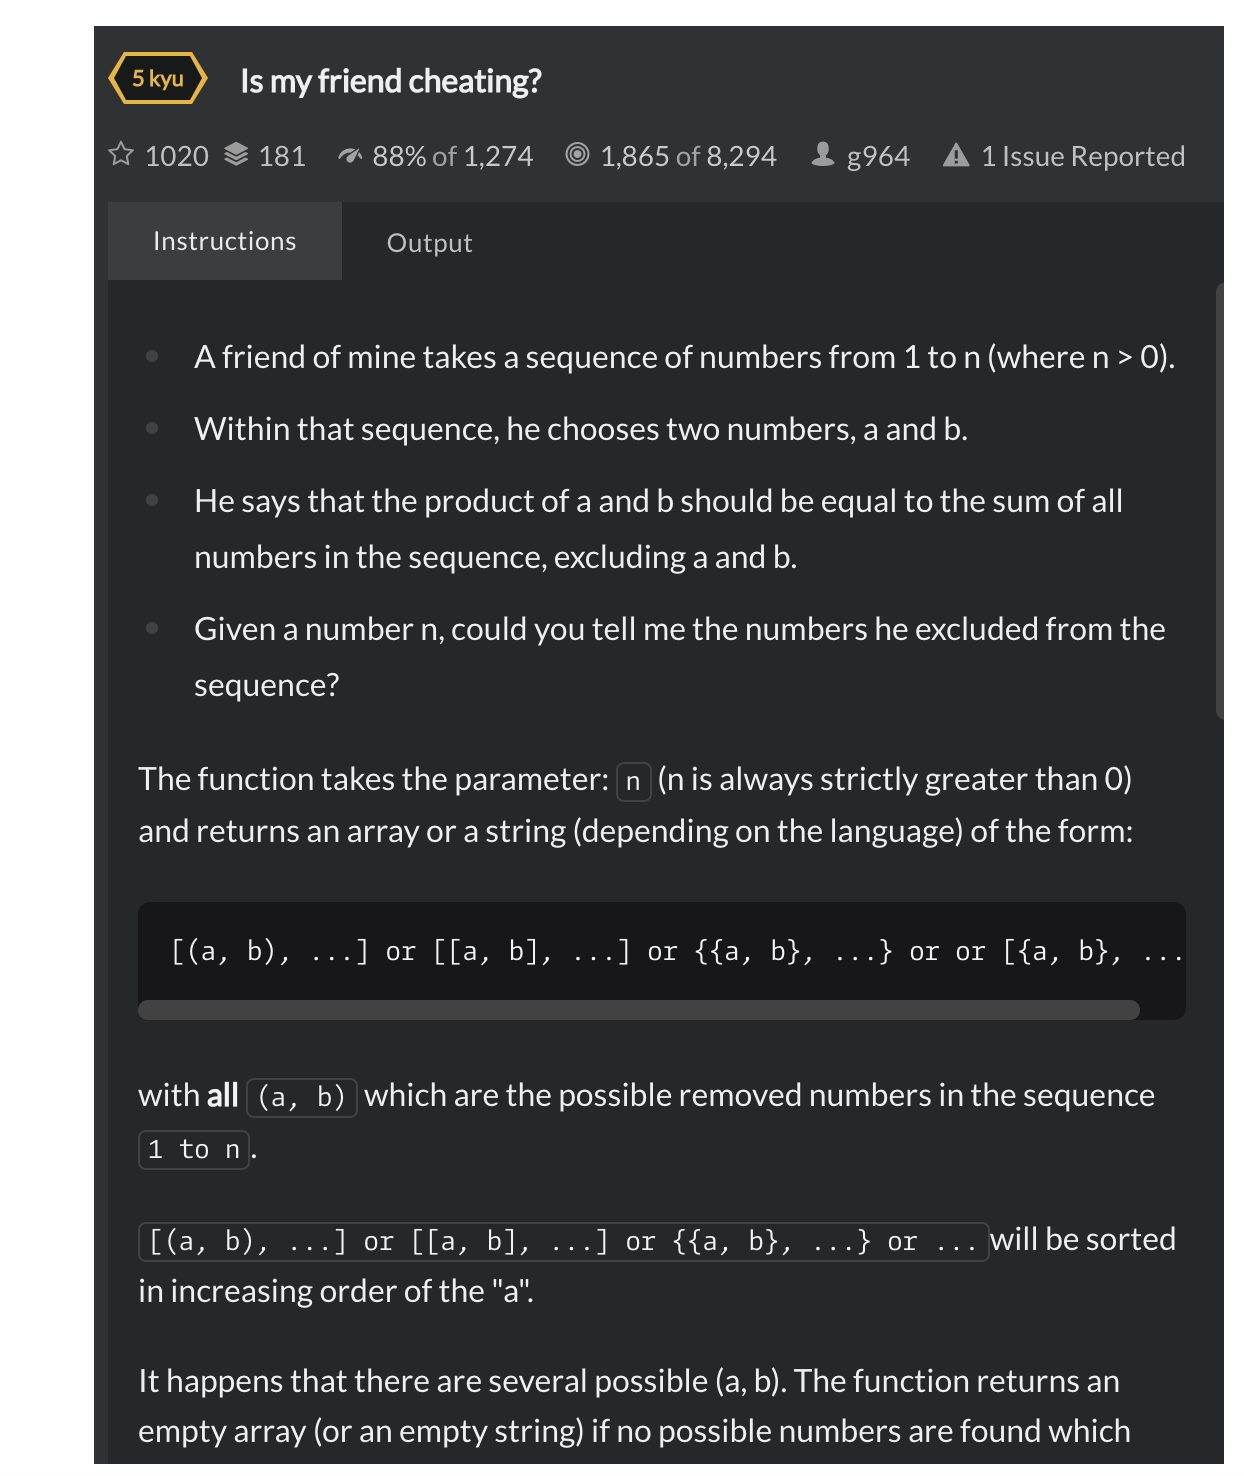 5 kyu Is my friend cheating?
1020 181 88% of 1,274 1,865 of 8,294 g964 1 Issue Reported
Instructions Output
A friend of mine takes a sequence of numbers from 1 to n (where n > 0).
Within that sequence, he chooses two numbers, a and b.
He says that the product of a and b should be equal to the sum of all
numbers in the sequence, excluding a and b.
Given a number n, could you tell me the numbers he excluded from the
sequence?
The function takes the parameter: n (n is always strictly greater than 0)
and returns an array or a string (depending on the language) of the form:
[(a, b), ...] or [[a, b], ...] or {{a, b}, ...} or or [{a, b}, ...
with all (a, b) which are the possible removed numbers in the sequence
1 to n.
[(a, b), ...] or [[a, b], ...] or {{a, b}, ...} or ... will be sorted
in increasing order of the "a".
It happens that there are several possible (a, b). The function returns an
empty array (or an empty string) if no possible numbers are found which